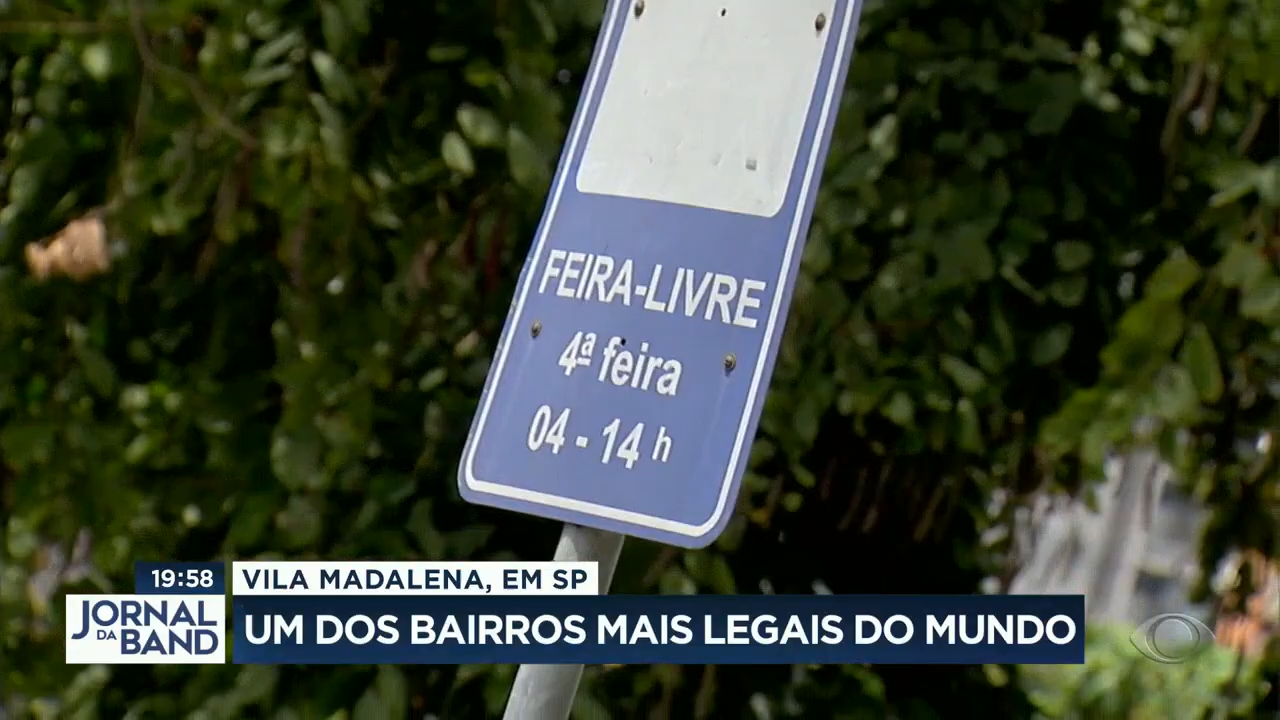 FEIRA-LIVRE
4ª feira
04 - 14 h
19:58
VILA MADALENA, EM SP
JORNAL
DA BAND
UM DOS BAIRROS MAIS LEGAIS DO MUNDO